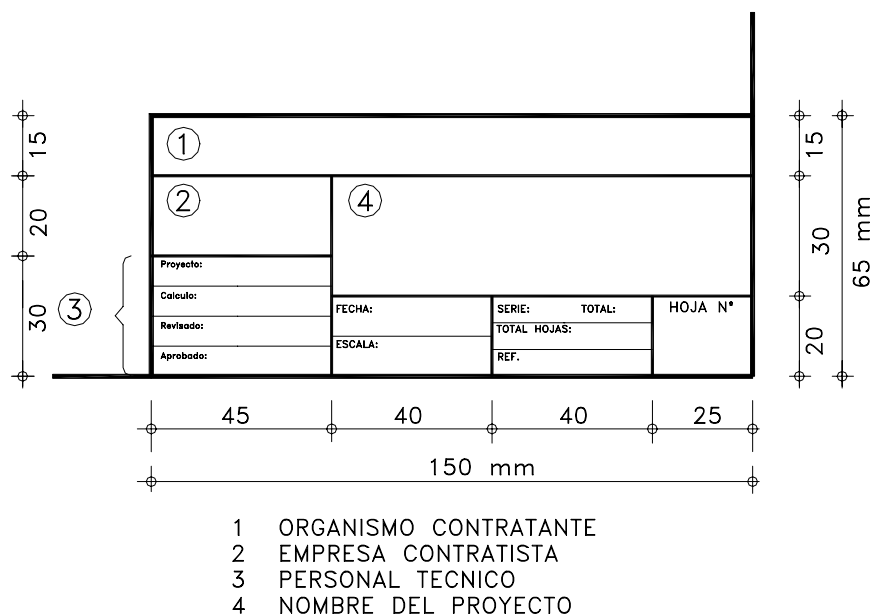 1
15
15
2
4
20
30
65 mm
Proyecto:
3
30
Calculo:
FECHA:
SERIE: TOTAL:
HOJA N°
TOTAL HOJAS:
Revisado:
ESCALA:
20
Aprobado:
REF.
45 40 40 25
150 mm
1 ORGANISMO CONTRATANTE
2 EMPRESA CONTRATISTA
3 PERSONAL TECNICO
4 NOMBRE DEL PROYECTO